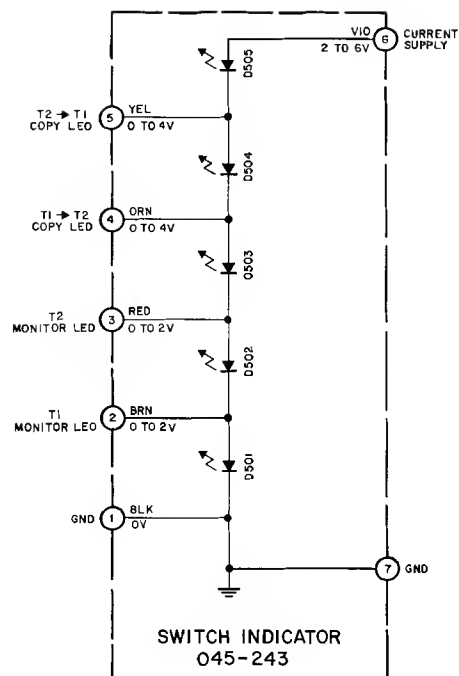 VIO
2 TO 6V
6
CURRENT
SUPPLY
D505
T2 → T1
COPY LEO
5
YEL
0 TO 4V
D504
T1 → T2
COPY LED
4
ORN
0 TO 4V
D503
T2
MONITOR LED
3
RED
0 TO 2V
D502
T1
MONITOR LEO
2
BRN
0 TO 2V
D501
GND
1
BLK
0V
7
GND
SWITCH INDICATOR
045-243